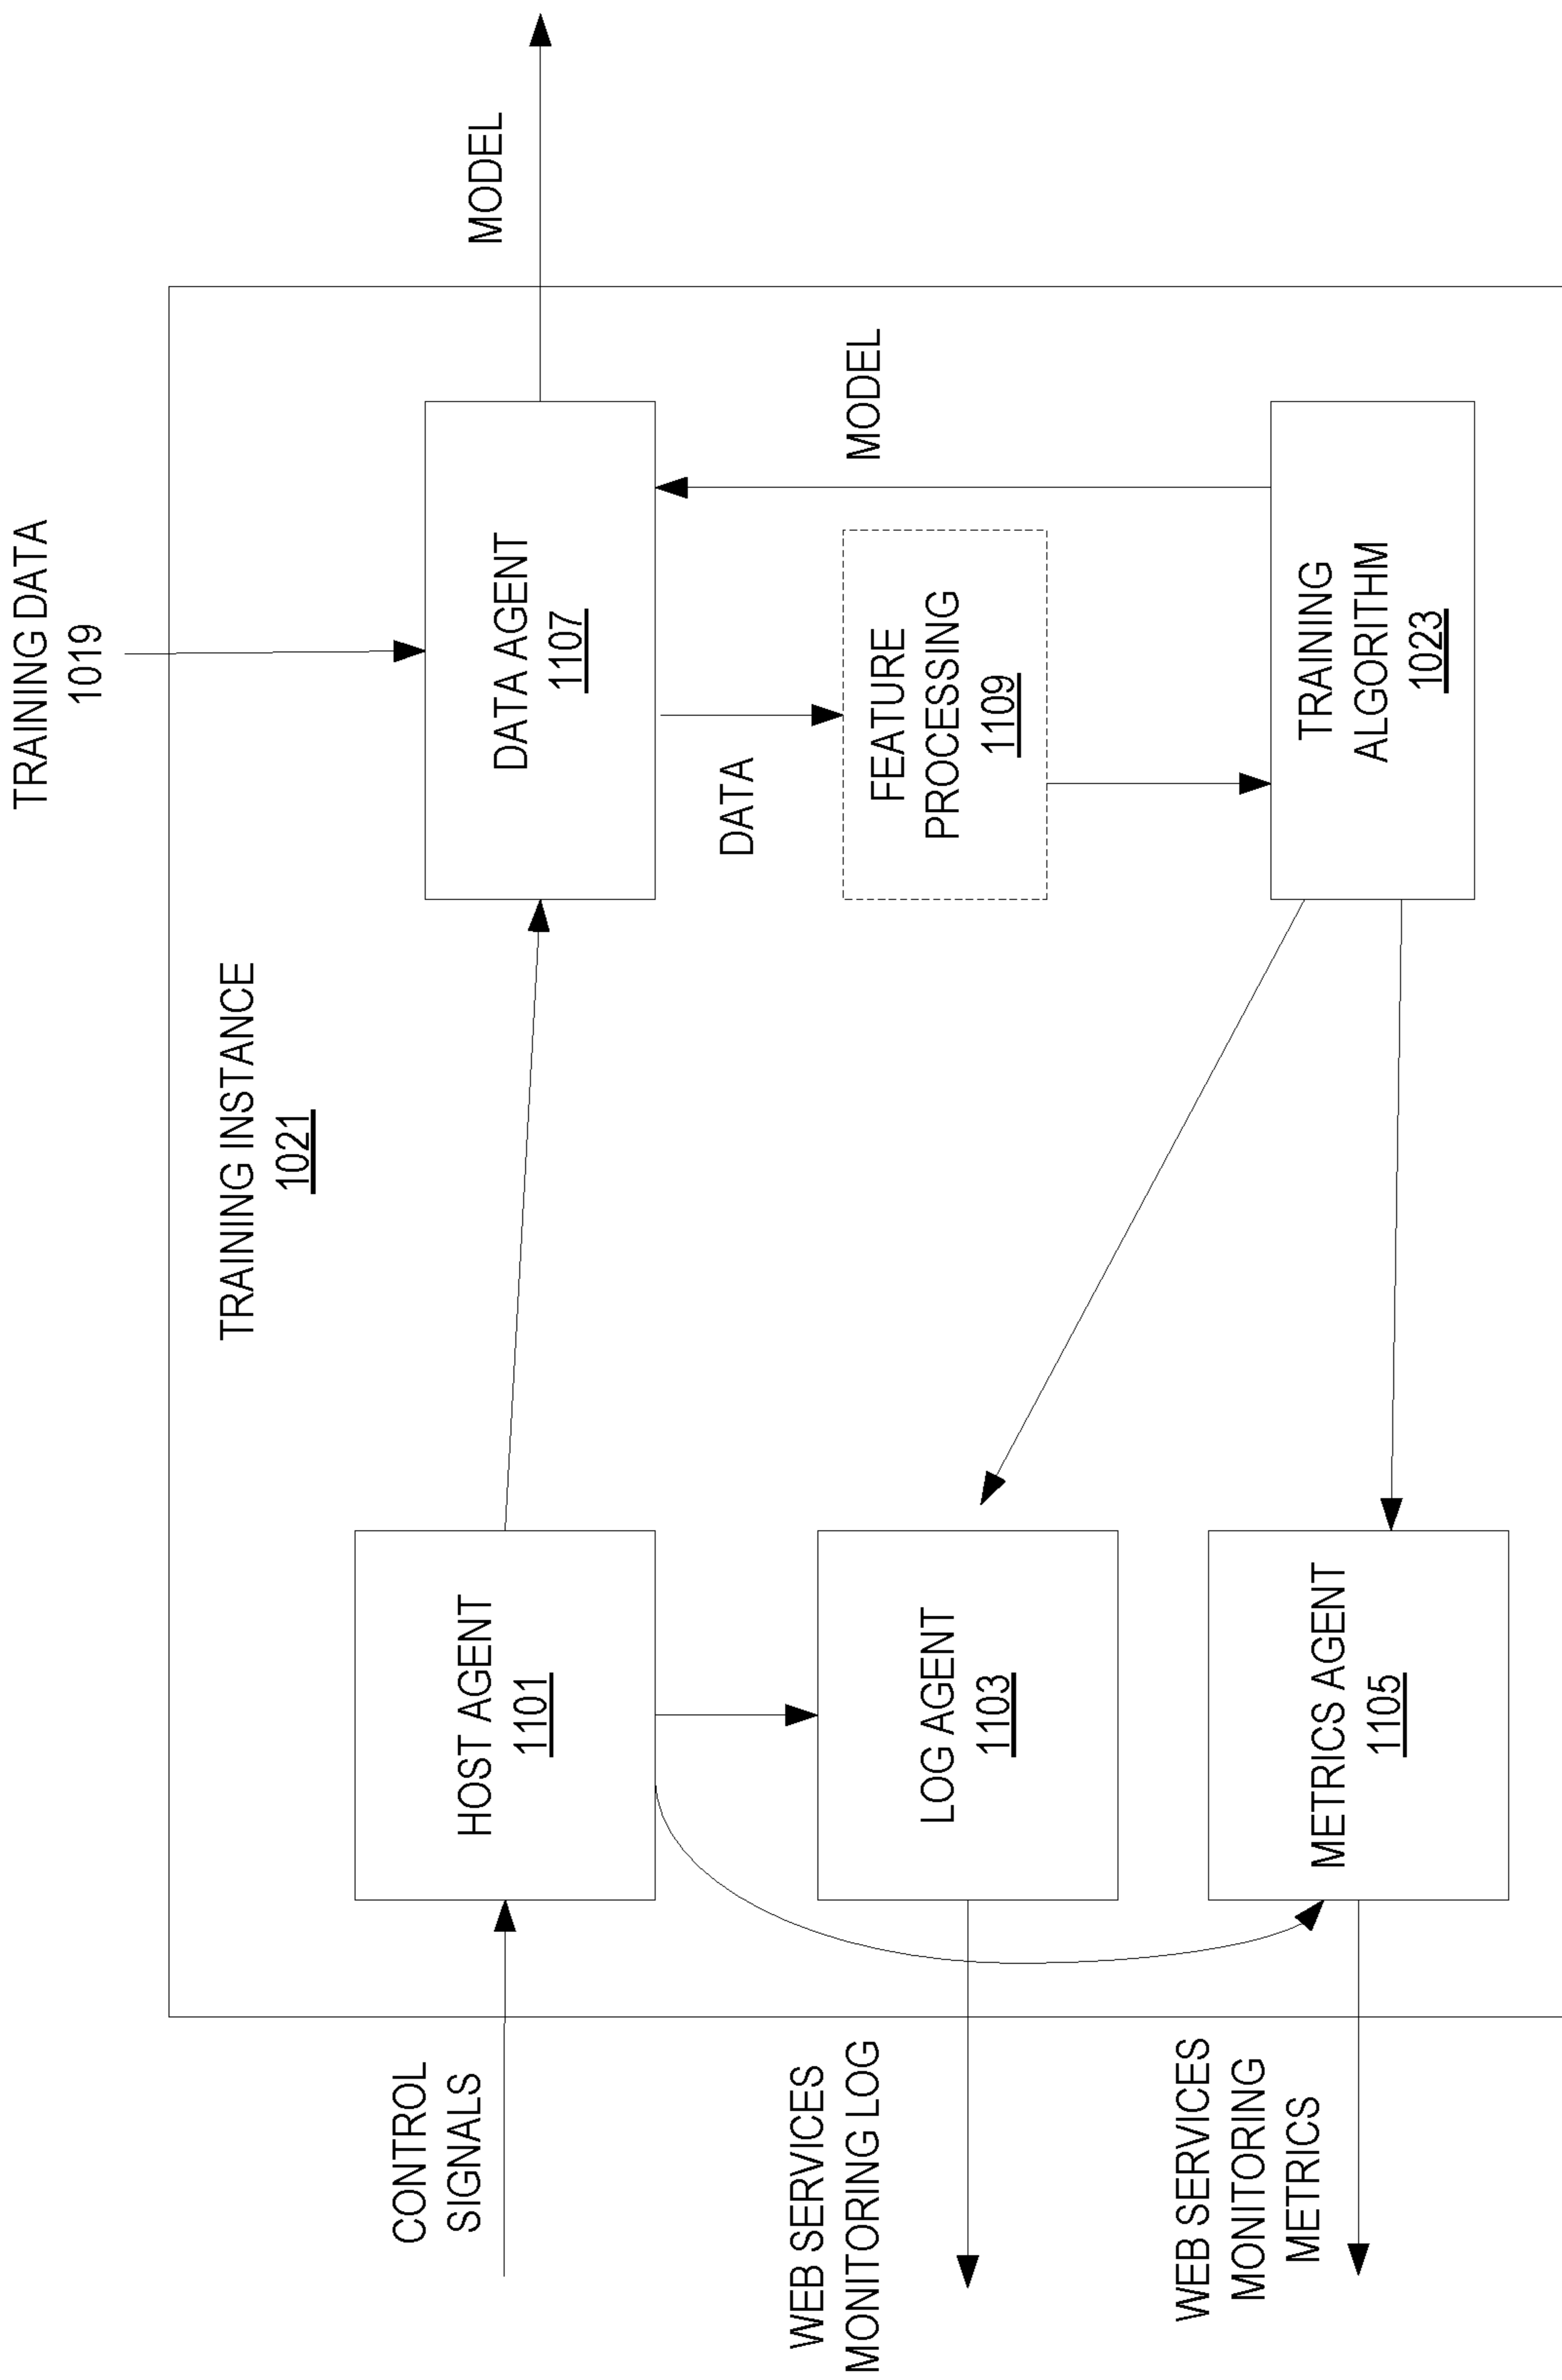 TRAINING DATA
1019
TRAINING INSTANCE
1021
CONTROL
SIGNALS
HOST AGENT
1101
DATA AGENT
1107
MODEL
DATA
MODEL
WEB SERVICES
MONITORING LOG
LOG AGENT
1103
FEATURE
PROCESSING
1109
WEB SERVICES
MONITORING
METRICS
METRICS AGENT
1105
TRAINING
ALGORITHM
1023